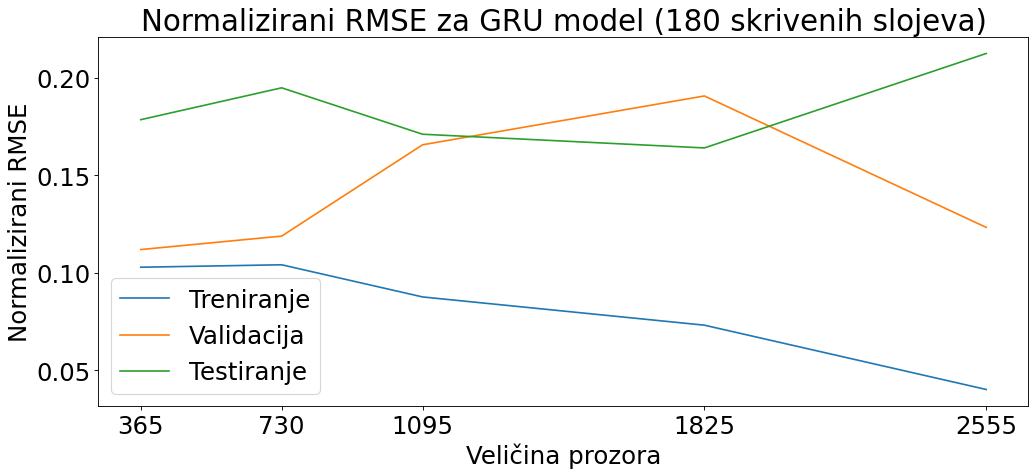 Normalizirani RMSE za GRU model (180 skrivenih slojeva)
Normalizirani RMSE
0.20
0.15
0.10
0.05
Treniranje
Validacija
Testiranje
365 730 1095 1825 2555
Veličina prozora